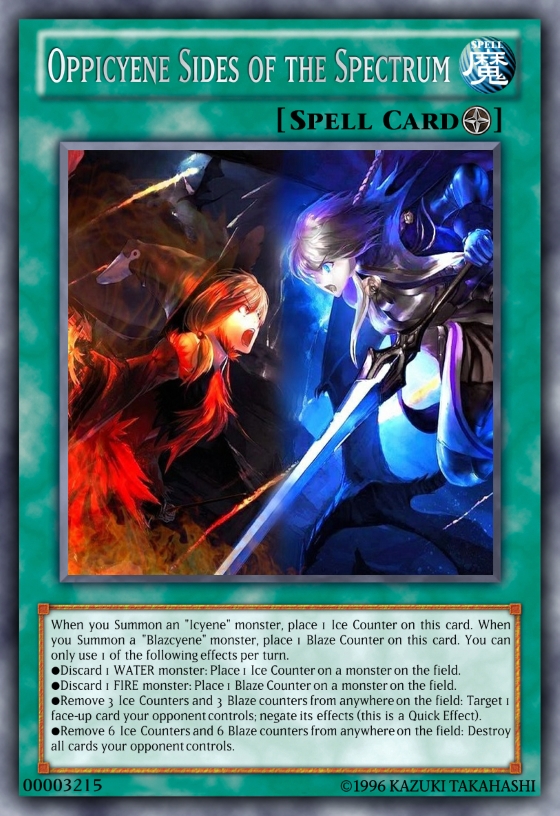 OPPICYENE SIDES OF THE SPECTRUM
SPELL
魔
[SPELL CARD]
When you Summon an "Icyene" monster, place 1 Ice Counter on this card. When
you Summon a "Blazcyene" monster, place 1 Blaze Counter on this card. You can
only use 1 of the following effects per turn.
●Discard 1 WATER monster: Place 1 Ice Counter on a monster on the field.
●Discard 1 FIRE monster: Place 1 Blaze Counter on a monster on the field.
●Remove 3 Ice Counters and 3 Blaze counters from anywhere on the field: Target 1
face-up card your opponent controls; negate its effects (this is a Quick Effect).
●Remove 6 Ice Counters and 6 Blaze counters from anywhere on the field: Destroy
all cards your opponent controls.
00003215
©1996 KAZUKI TAKAHASHI